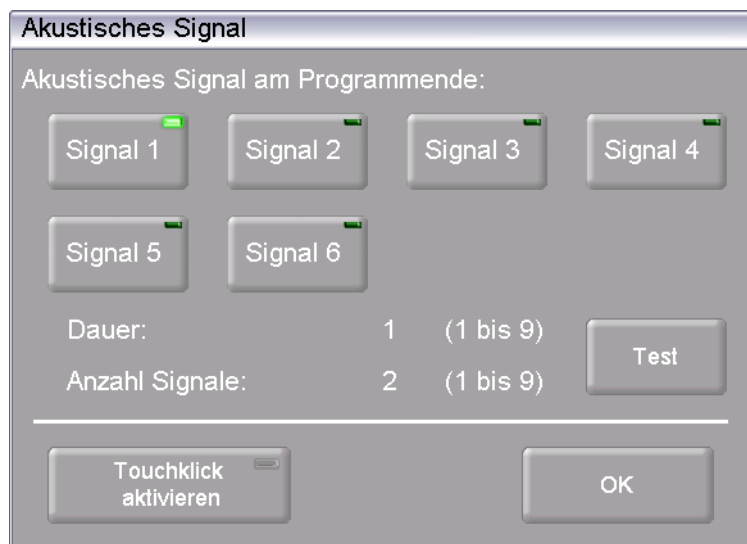 Akustisches Signal
Akustisches Signal am Programmende:
Signal 1
Signal 2
Signal 3
Signal 4
Signal 5
Signal 6
Dauer: 1 (1 bis 9)
Anzahl Signale: 2 (1 bis 9)
Test
Touchklick
aktivieren
OK